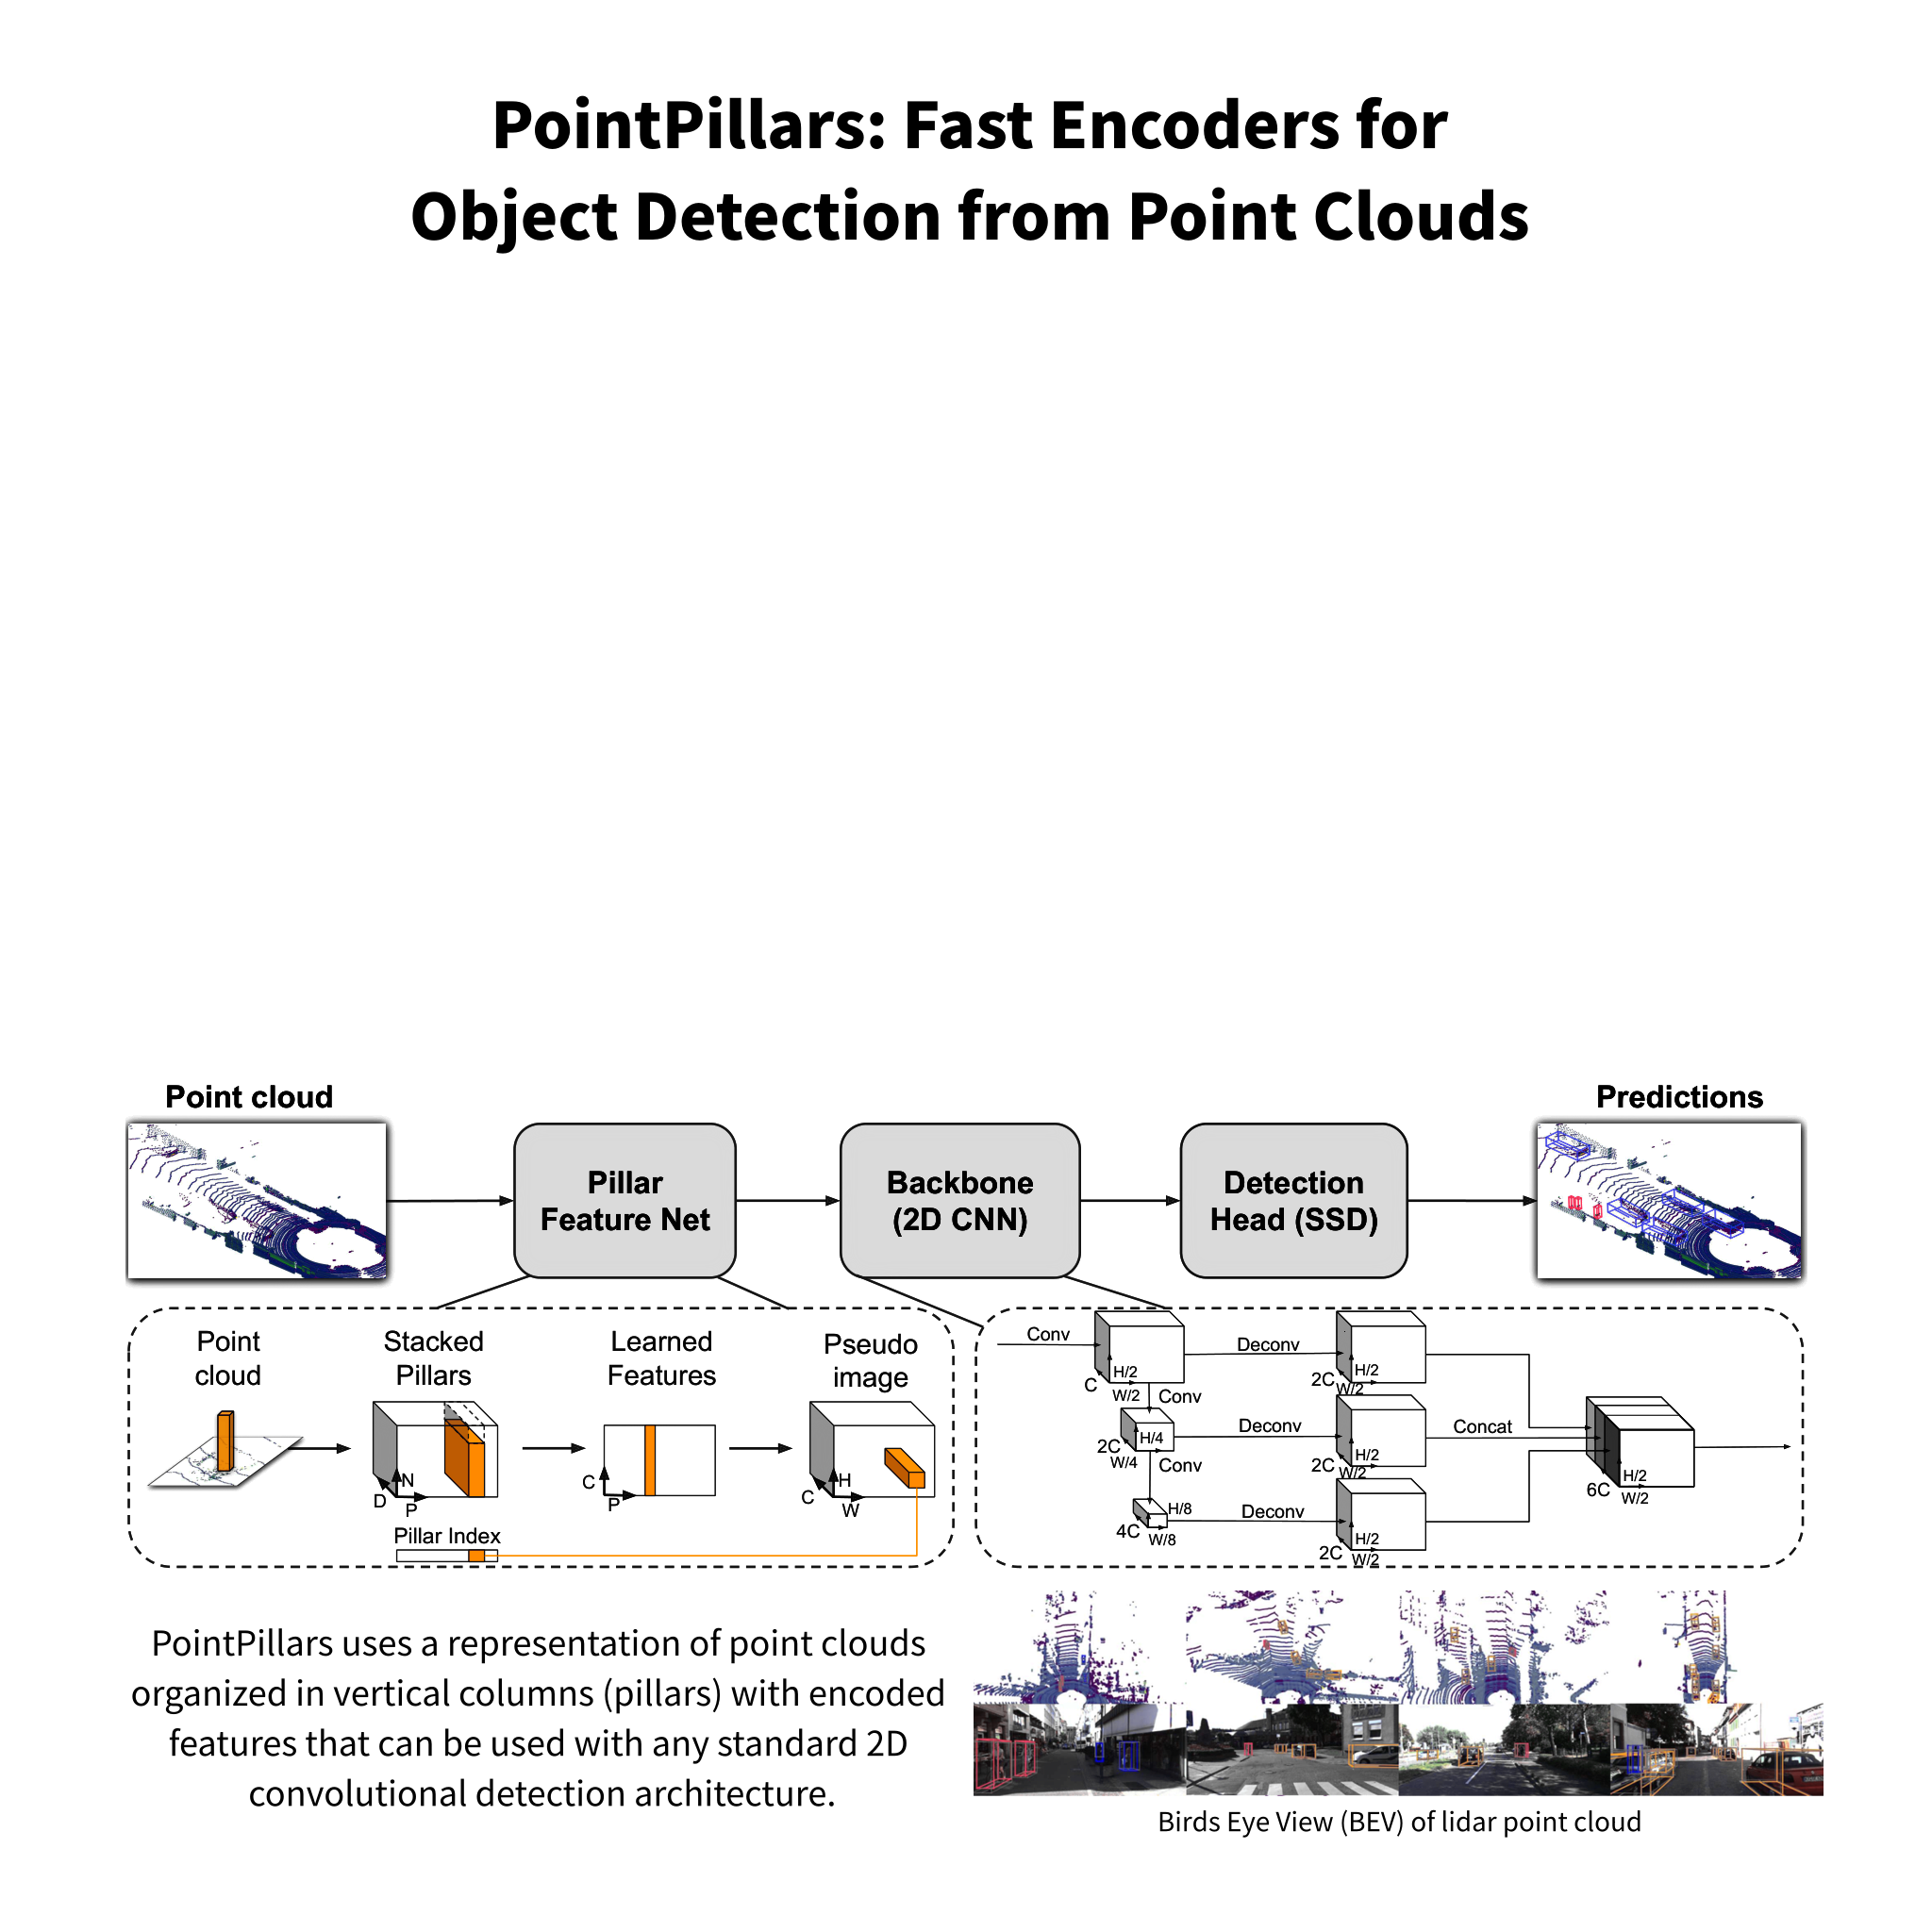 PointPillars: Fast Encoders for
Object Detection from Point Clouds
Point cloud
Predictions
Pillar
Feature Net
Backbone
(2D CNN)
Detection
Head (SSD)
Point
cloud
Stacked
Pillars
Learned
Features
Pseudo
image
D
N
P
C
P
C
H
W
Pillar Index
Conv
C
H/2
W/2
Conv
2C
H/4
W/4
Conv
4C
H/8
W/8
Deconv
2C
H/2
W/2
Deconv
2C
H/2
W/2
Deconv
2C
H/2
W/2
Concat
6C
H/2
W/2
PointPillars uses a representation of point clouds
organized in vertical columns (pillars) with encoded
features that can be used with any standard 2D
convolutional detection architecture.
Birds Eye View (BEV) of lidar point cloud